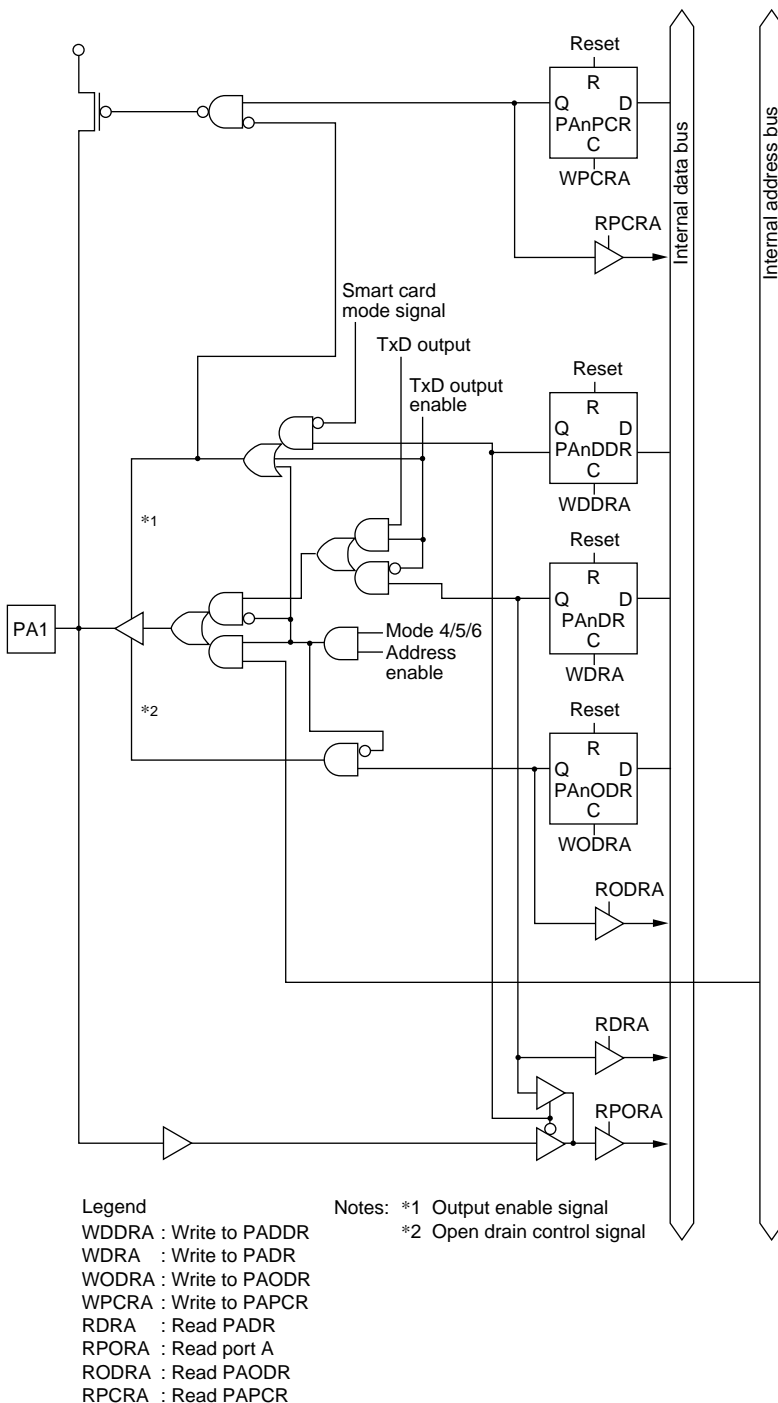 Reset
R
Q D
PAnPCR
C
WPCRA
RPCRA
Internal data bus
Internal address bus
Smart card
mode signal
TxD output
TxD output
enable
Reset
R
Q D
PAnDDR
C
WDDRA
*1
Reset
R
Q D
PAnDR
C
WDRA
PA1
Mode 4/5/6
Address
enable
*2
Reset
R
Q D
PAnODR
C
WODRA
RODRA
RDRA
RPORA
Legend
WDDRA : Write to PADDR
WDRA : Write to PADR
WODRA : Write to PAODR
WPCRA : Write to PAPCR
RDRA : Read PADR
RPORA : Read port A
RODRA : Read PAODR
RPCRA : Read PAPCR
Notes: *1 Output enable signal
*2 Open drain control signal